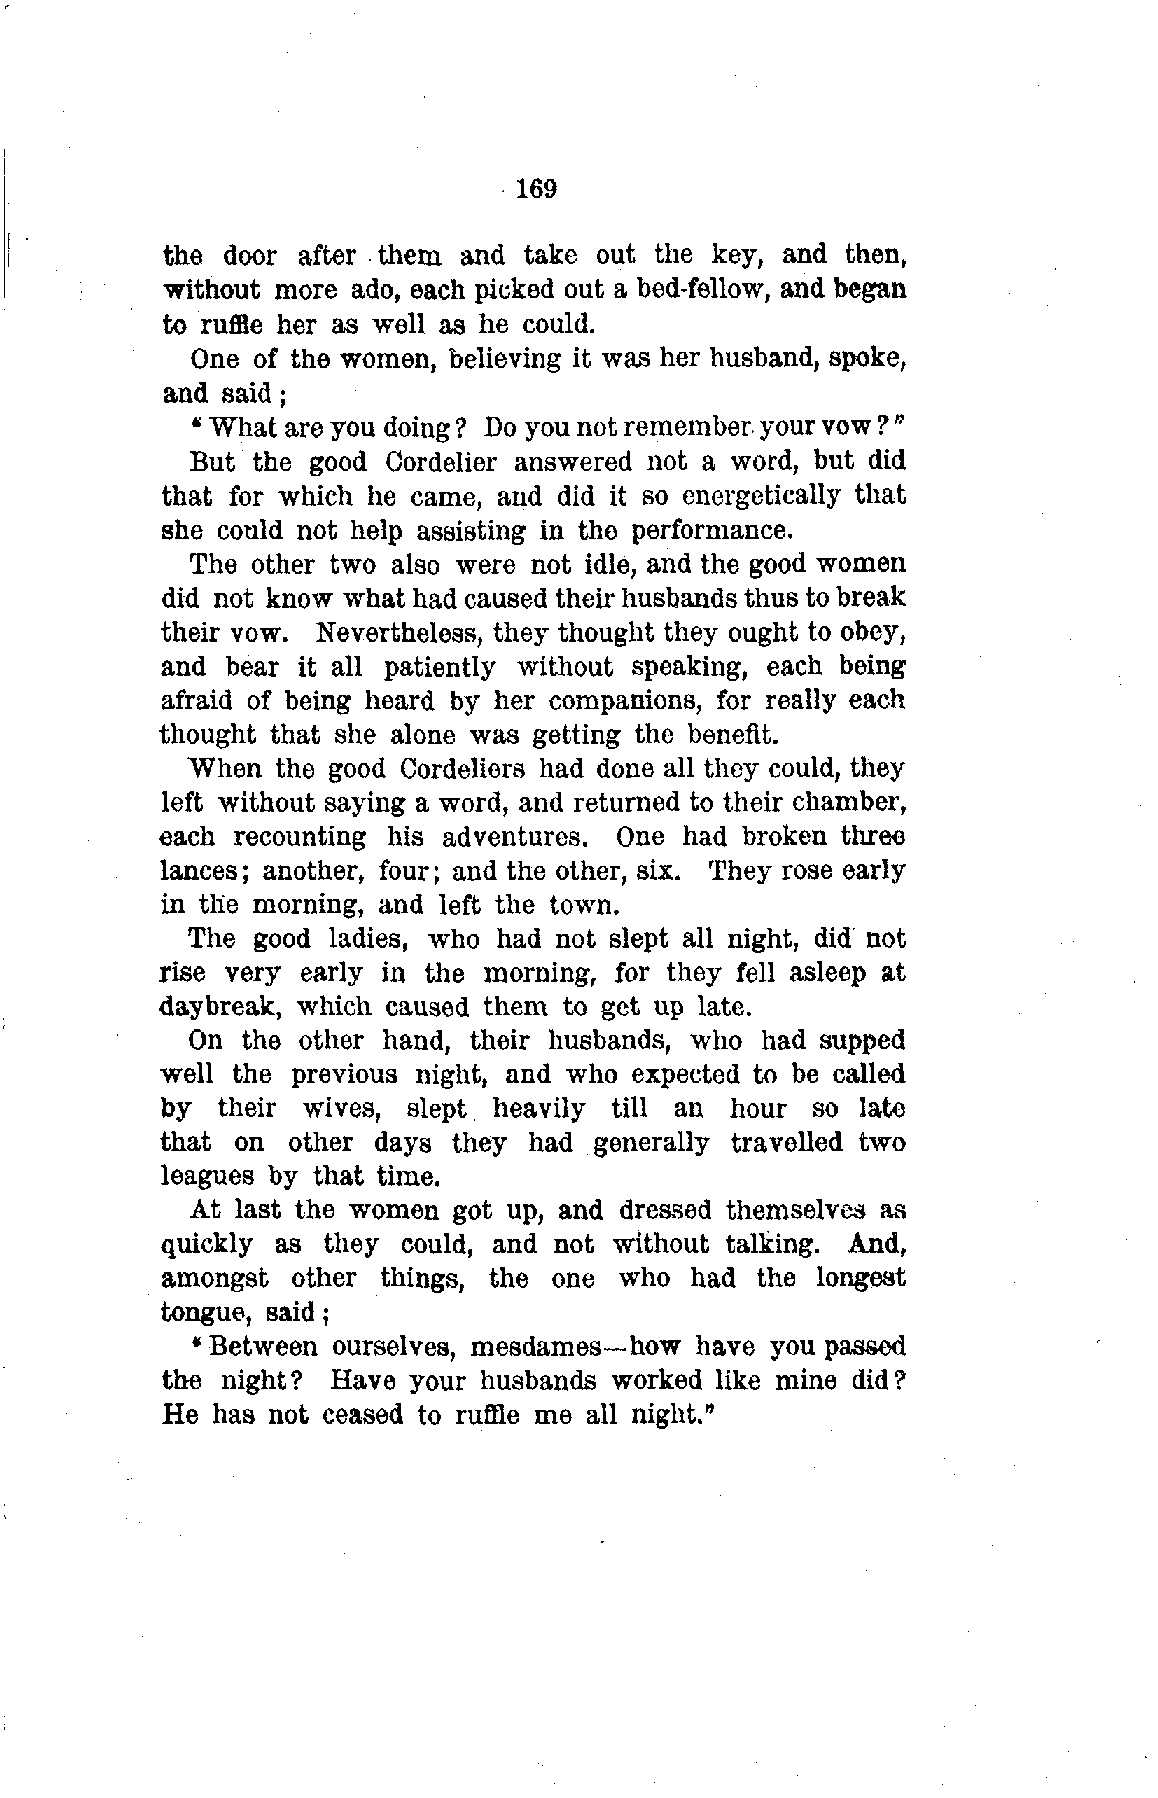 169
the door after them and take out the key, and then,
without more ado, each picked out a bed-fellow, and began
to ruffle her as well as he could.
One of the women, believing it was her husband, spoke,
and said;
"What are you doing? Do you not remember your vow?"
But the good Cordelier answered not a word, but did
that for which he came, and did it so energetically that
she could not help assisting in the performance.
The other two also were not idle, and the good women
did not know what had caused their husbands thus to break
their vow. Nevertheless, they thought they ought to obey,
and bear it all patiently without speaking, each being
afraid of being heard by her companions, for really each
thought that she alone was getting the benefit.
When the good Cordeliers had done all they could, they
left without saying a word, and returned to their chamber,
each recounting his adventures. One had broken three
lances; another, four; and the other, six. They rose early
in the morning, and left the town.
The good ladies, who had not slept all night, did not
rise very early in the morning, for they fell asleep at
daybreak, which caused them to get up late.
On the other hand, their husbands, who had supped
well the previous night, and who expected to be called
by their wives, slept heavily till an hour so late
that on other days they had generally travelled two
leagues by that time.
At last the women got up, and dressed themselves as
quickly as they could, and not without talking. And,
amongst other things, the one who had the longest
tongue, said;
"Between ourselves, mesdames—how have you passed
the night? Have your husbands worked like mine did?
He has not ceased to ruffle me all night."